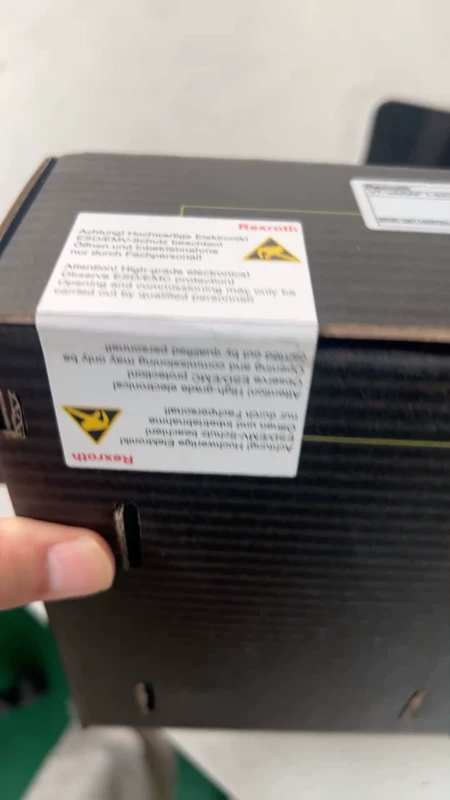 Rexroth
Achtung! Hochwertige Elektronik!
ESD/EMV-Schutz beachten!
Öffnen und Inbetriebnahme
nur durch Fachpersonal!
Attention! High-grade electronical
Observe ESD/EMC protection!
Opening and commissioning may only be
carried out by qualified personnel!
Rexroth
Achtung! Hochwertige Elektronik!
ESD/EMV-Schutz beachten!
Öffnen und Inbetriebnahme
nur durch Fachpersonal!
Attention! High-grade electronical
Observe ESD/EMC protection!
Opening and commissioning may only be
carried out by qualified personnel!